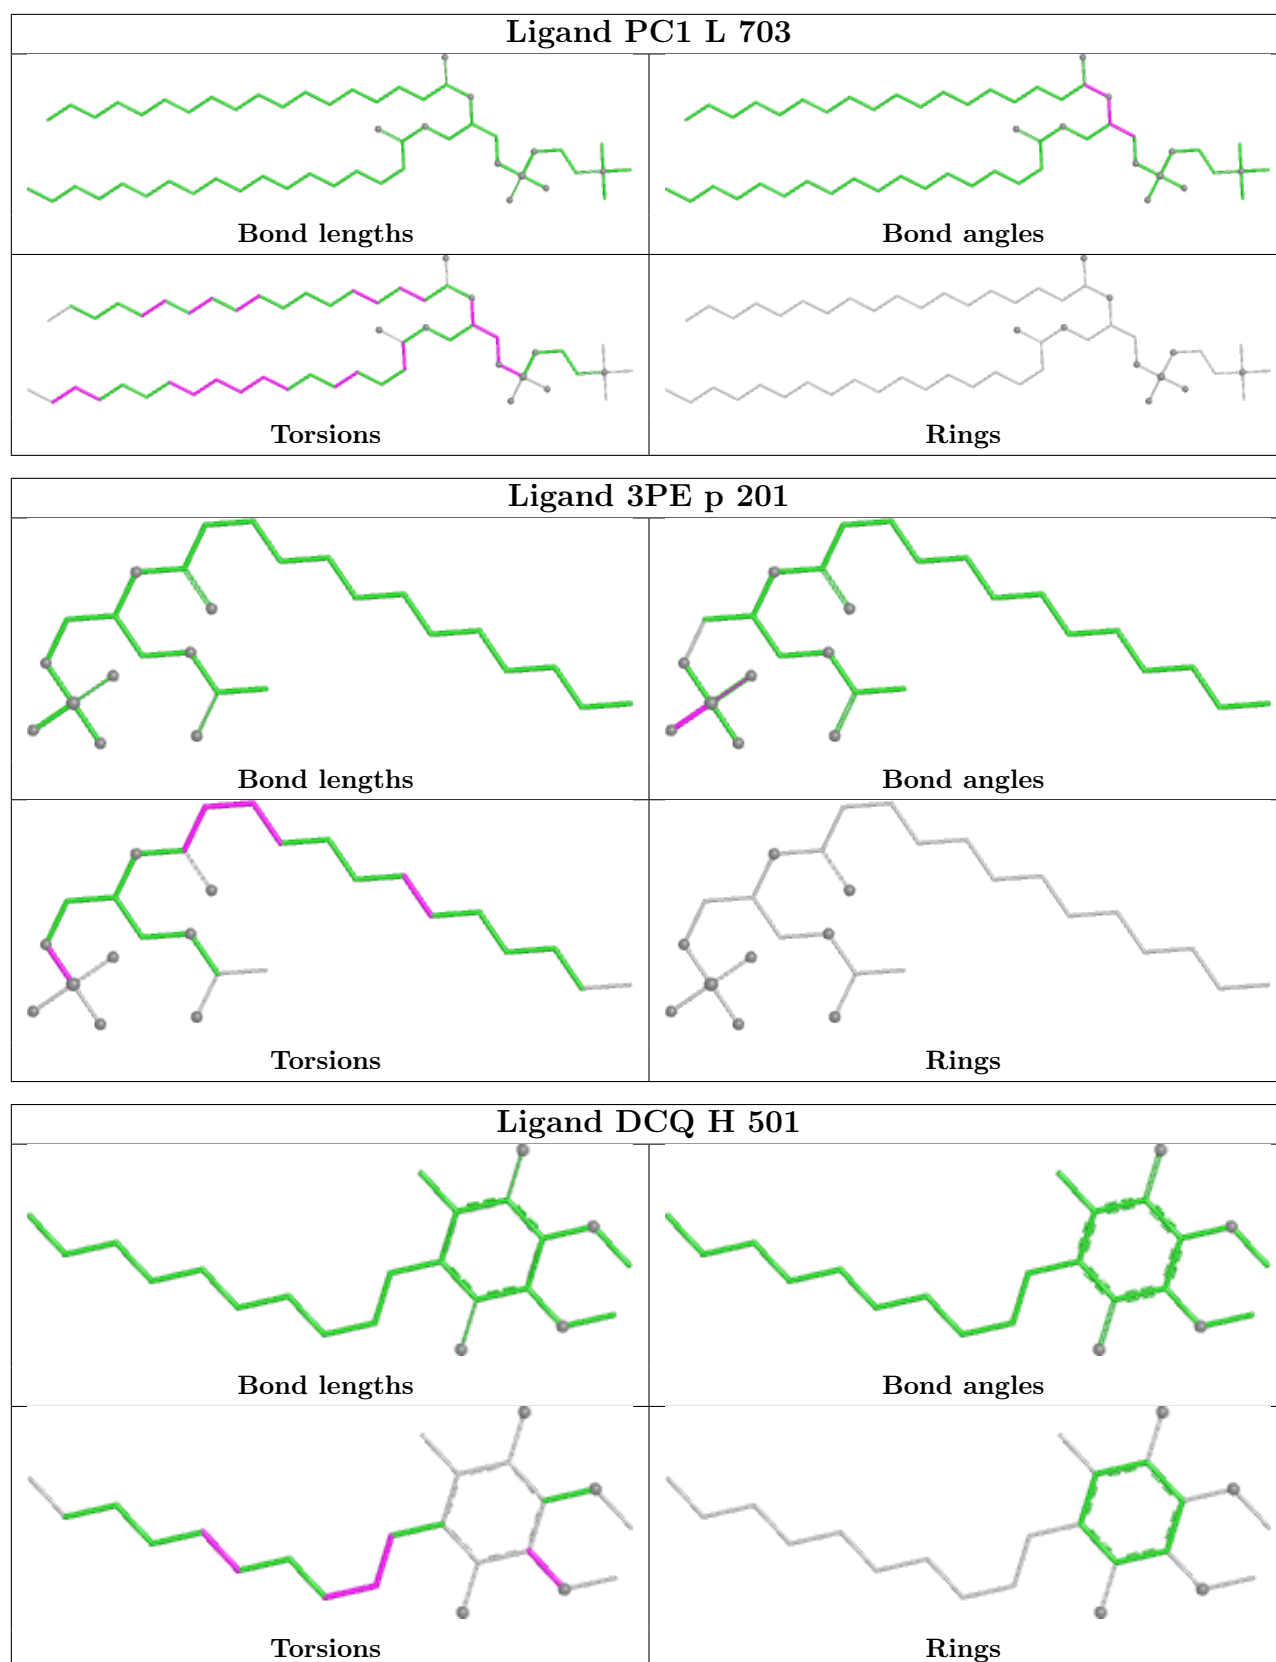 Ligand PC1 L 703
Bond lengths
Bond angles
Torsions
Rings
Ligand 3PE p 201
Bond lengths
Bond angles
Torsions
Rings
Ligand DCQ H 501
Bond lengths
Bond angles
Torsions
Rings